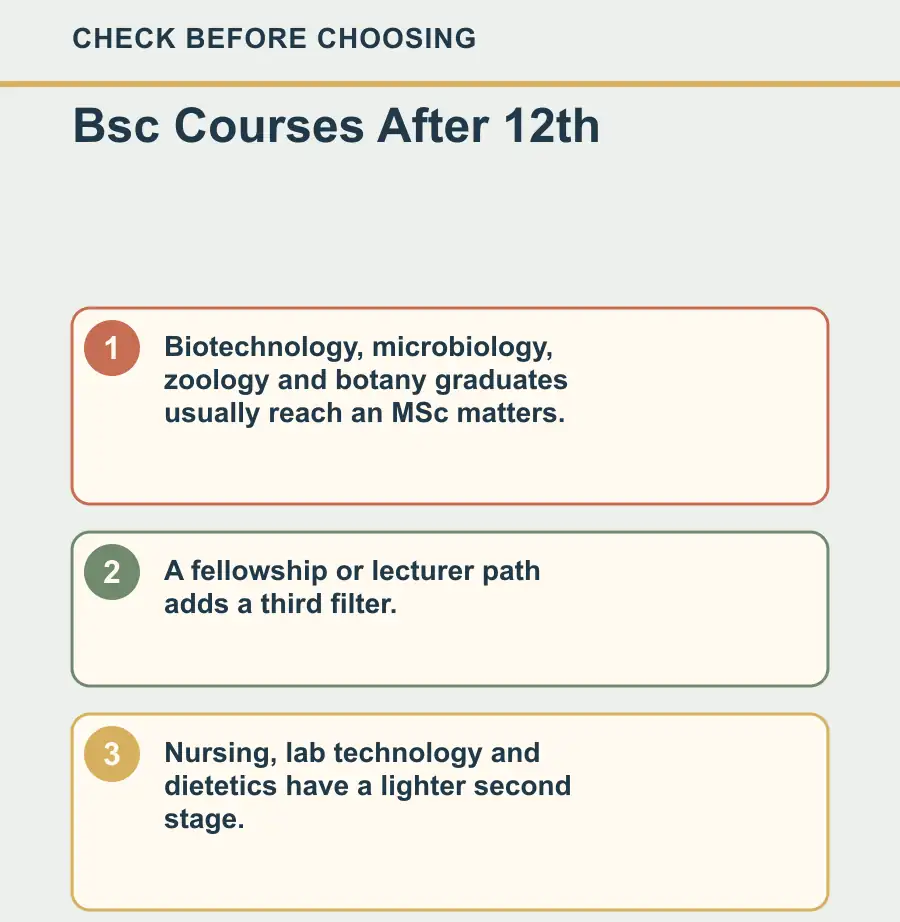 CHECK BEFORE CHOOSING
Bsc Courses After 12th
1
Biotechnology, microbiology,
zoology and botany graduates
usually reach an MSc matters.
2
A fellowship or lecturer path
adds a third filter.
3
Nursing, lab technology and
dietetics have a lighter second
stage.